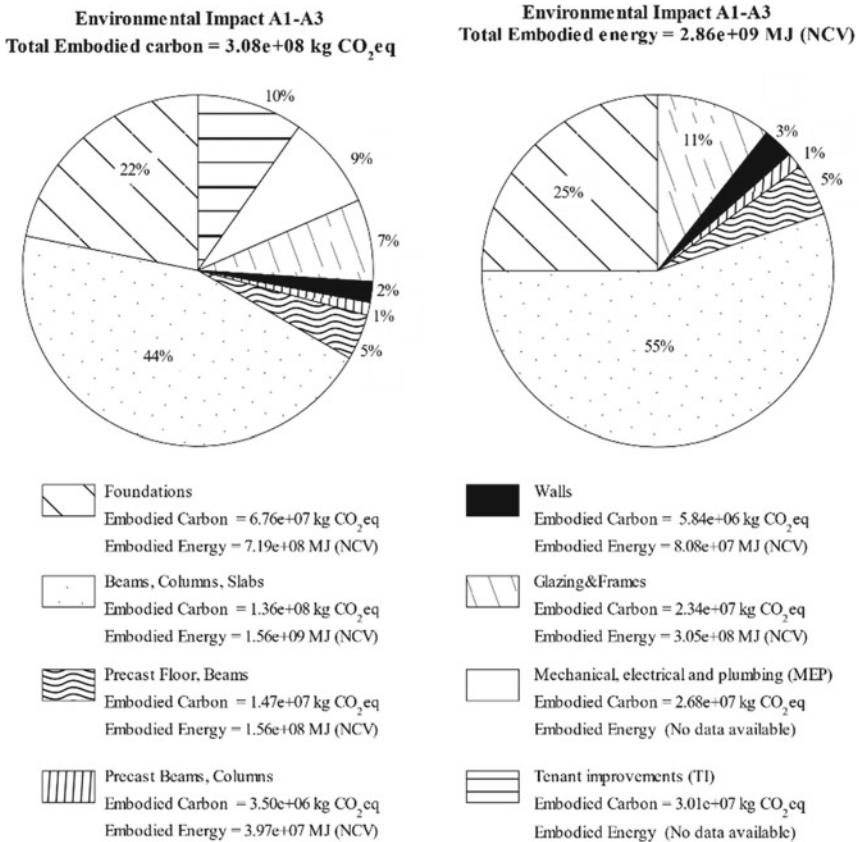 Environmental Impact A1-A3
Total Embodied carbon = 3.08e+08 kg CO₂eq
10%
9%
22%
7%
2%
1%
5%
44%
Environmental Impact A1-A3
Total Embodied energy = 2.86e+09 MJ (NCV)
3%
11%
1%
5%
25%
55%
Foundations
Embodied Carbon = 6.76e+07 kg CO₂eq
Embodied Energy = 7.19e+08 MJ (NCV)
Beams, Columns, Slabs
Embodied Carbon = 1.36e+08 kg CO₂eq
Embodied Energy = 1.56e+09 MJ (NCV)
Precast Floor, Beams
Embodied Carbon = 1.47e+07 kg CO₂eq
Embodied Energy = 1.56e+08 MJ (NCV)
Precast Beams, Columns
Embodied Carbon = 3.50e+06 kg CO₂eq
Embodied Energy = 3.97e+07 MJ (NCV)
Walls
Embodied Carbon = 5.84e+06 kg CO₂eq
Embodied Energy = 8.08e+07 MJ (NCV)
Glazing&Frames
Embodied Carbon = 2.34e+07 kg CO₂eq
Embodied Energy = 3.05e+08 MJ (NCV)
Mechanical, electrical and plumbing (MEP)
Embodied Carbon = 2.68e+07 kg CO₂eq
Embodied Energy (No data available)
Tenant improvements (TI)
Embodied Carbon = 3.01e+07 kg CO₂eq
Embodied Energy (No data available)